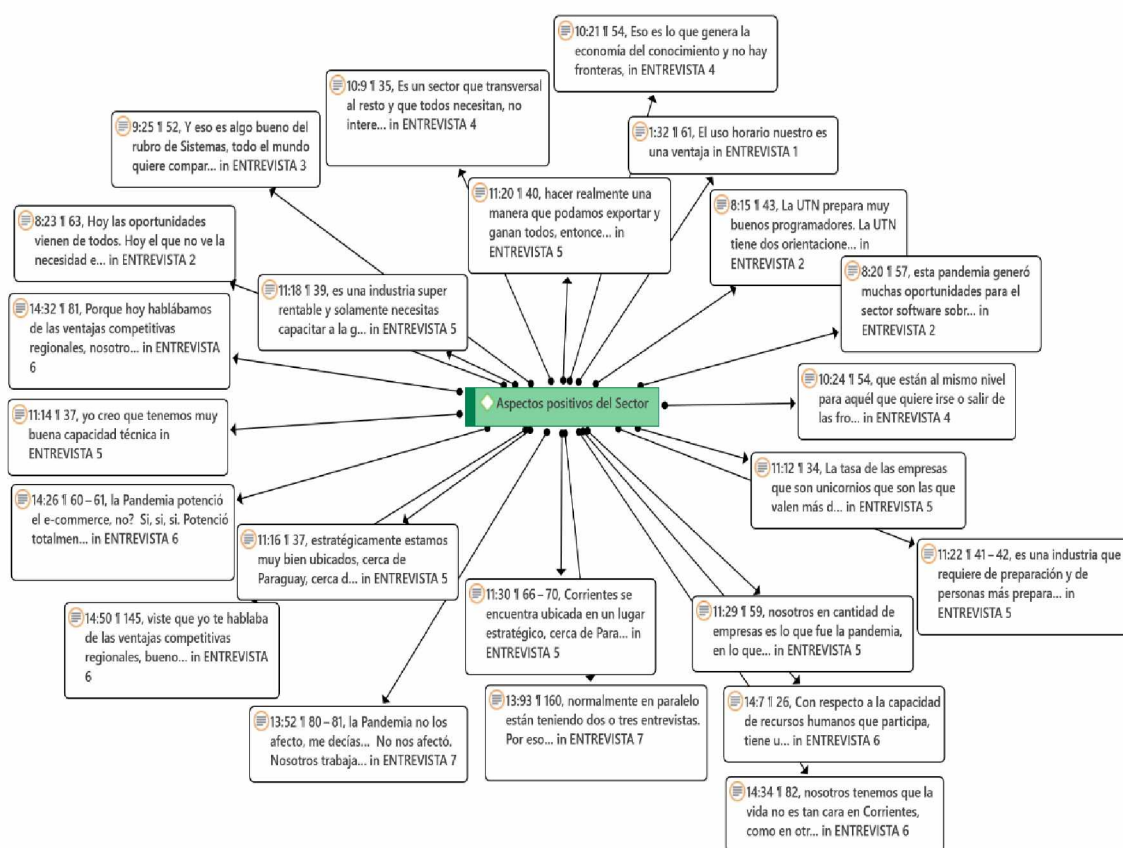 10:21 ¶ 54, Eso es lo que genera la
economía del conocimiento y no hay
fronteras, in ENTREVISTA 4
10:9 ¶ 35, Es un sector que transversal
al resto y que todos necesitan, no
intere... in ENTREVISTA 4
9:25 ¶ 52, Y eso es algo bueno del
rubro de Sistemas, todo el mundo
quiere compar... in ENTREVISTA 3
1:32 ¶ 61, El uso horario nuestro es
una ventaja in ENTREVISTA 1
11:20 ¶ 40, hacer realmente una
manera que podamos exportar y
ganan todos, entonce... in
ENTREVISTA 5
8:15 ¶ 43, La UTN prepara muy
buenos programadores. La UTN
tiene dos orientacione... in
ENTREVISTA 2
8:23 ¶ 63, Hoy las oportunidades
vienen de todos. Hoy el que no ve la
necesidad e... in ENTREVISTA 2
8:20 ¶ 57, esta pandemia generó
muchas oportunidades para el
sector software sobr... in
ENTREVISTA 2
11:18 ¶ 39, es una industria super
rentable y solamente necesitas
capacitar a la g... in ENTREVISTA 5
14:32 ¶ 81, Porque hoy hablábamos
de las ventajas competitivas
regionales, nosotro... in ENTREVISTA
6
10:24 ¶ 54, que están al mismo nivel
para aquél que quiere irse o salir de
las fro... in ENTREVISTA 4
Aspectos positivos del Sector
11:14 ¶ 37, yo creo que tenemos muy
buena capacidad técnica in
ENTREVISTA 5
11:12 ¶ 34, La tasa de las empresas
que son unicornios que son las que
valen más d... in ENTREVISTA 5
14:26 ¶ 60 – 61, la Pandemia potenció
el e-commerce, no?  Si, si, si. Potenció
totalmen... in ENTREVISTA 6
11:16 ¶ 37, estratégicamente estamos
muy bien ubicados, cerca de
Paraguay, cerca d... in ENTREVISTA 5
11:22 ¶ 41 – 42, es una industria que
requiere de preparación y de
personas más prepara... in
ENTREVISTA 5
11:30 ¶ 66 – 70, Corrientes se
encuentra ubicada en un lugar
estratégico, cerca de Para... in
ENTREVISTA 5
11:29 ¶ 59, nosotros en cantidad de
empresas es lo que fue la pandemia,
en lo que... in ENTREVISTA 5
14:50 ¶ 145, viste que yo te hablaba
de las ventajas competitivas
regionales, bueno... in ENTREVISTA
6
13:93 ¶ 160, normalmente en paralelo
están teniendo dos o tres entrevistas.
Por eso... in ENTREVISTA 7
14:7 ¶ 26, Con respecto a la capacidad
de recursos humanos que participa,
tiene u... in ENTREVISTA 6
13:52 ¶ 80 – 81, la Pandemia no los
afecto, me decías...  No nos afectó.
Nosotros trabaja... in ENTREVISTA 7
14:34 ¶ 82, nosotros tenemos que la
vida no es tan cara en Corrientes,
como en otr... in ENTREVISTA 6